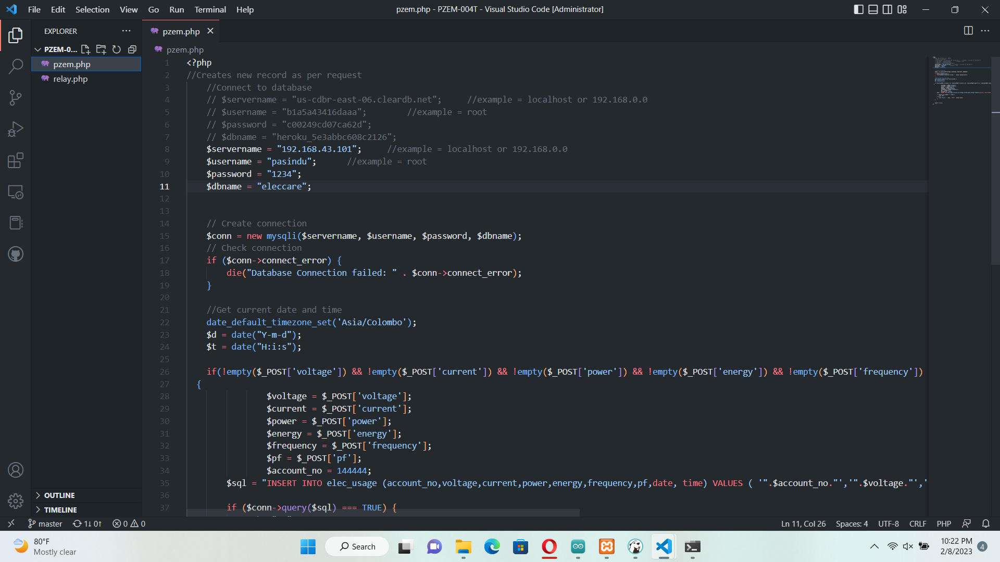 File Edit Selection View Go Run Terminal Help
pzem.php - PZEM-004T - Visual Studio Code [Administrator]
EXPLORER
PZEM-0...
pzem.php
relay.php
OUTLINE
TIMELINE
pzem.php
pzem.php
1 <?php
2 //Creates new record as per request
3 //Connect to database
4 // $servername = "us-cdbr-east-06.cleardb.net"; //example = localhost or 192.168.0.0
5 // $username = "b1a5a43416daaa"; //example = root
6 // $password = "c00249cd07ca62d";
7 // $dbname = "heroku_5e3abbc608c2126";
8 $servername = "192.168.43.101"; //example = localhost or 192.168.0.0
9 $username = "pasindu"; //example = root
10 $password = "1234";
11 $dbname = "eleccare";
12
13
14 // Create connection
15 $conn = new mysqli($servername, $username, $password, $dbname);
16 // Check connection
17 if ($conn->connect_error) {
18 die("Database Connection failed: " . $conn->connect_error);
19 }
20
21 //Get current date and time
22 date_default_timezone_set('Asia/Colombo');
23 $d = date("Y-m-d");
24 $t = date("H:i:s");
25
26 if(!empty($_POST['voltage']) && !empty($_POST['current']) && !empty($_POST['power']) && !empty($_POST['energy']) && !empty($_POST['frequency'])
27 {
28 $voltage = $_POST['voltage'];
29 $current = $_POST['current'];
30 $power = $_POST['power'];
31 $energy = $_POST['energy'];
32 $frequency = $_POST['frequency'];
33 $pf = $_POST['pf'];
34 $account_no = 144444;
35 $sql = "INSERT INTO elec_usage (account_no,voltage,current,power,energy,frequency,pf,date, time) VALUES ( '".$account_no."','".$voltage."','
36
37 if ($conn->query($sql) === TRUE) {
master 1↓ 0↑ 0 0
Ln 11, Col 26 Spaces: 4 UTF-8 CRLF PHP
80°F
Mostly clear
Search
10:22 PM
2/8/2023
4